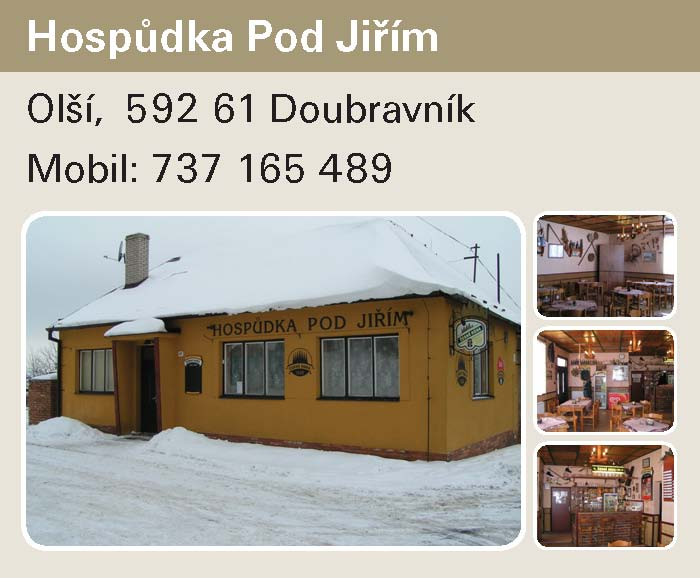 Hospůdka Pod Jiřím
Olší, 592 61 Doubravník
Mobil: 737 165 489
HOSPŮDKA POD JIŘÍM